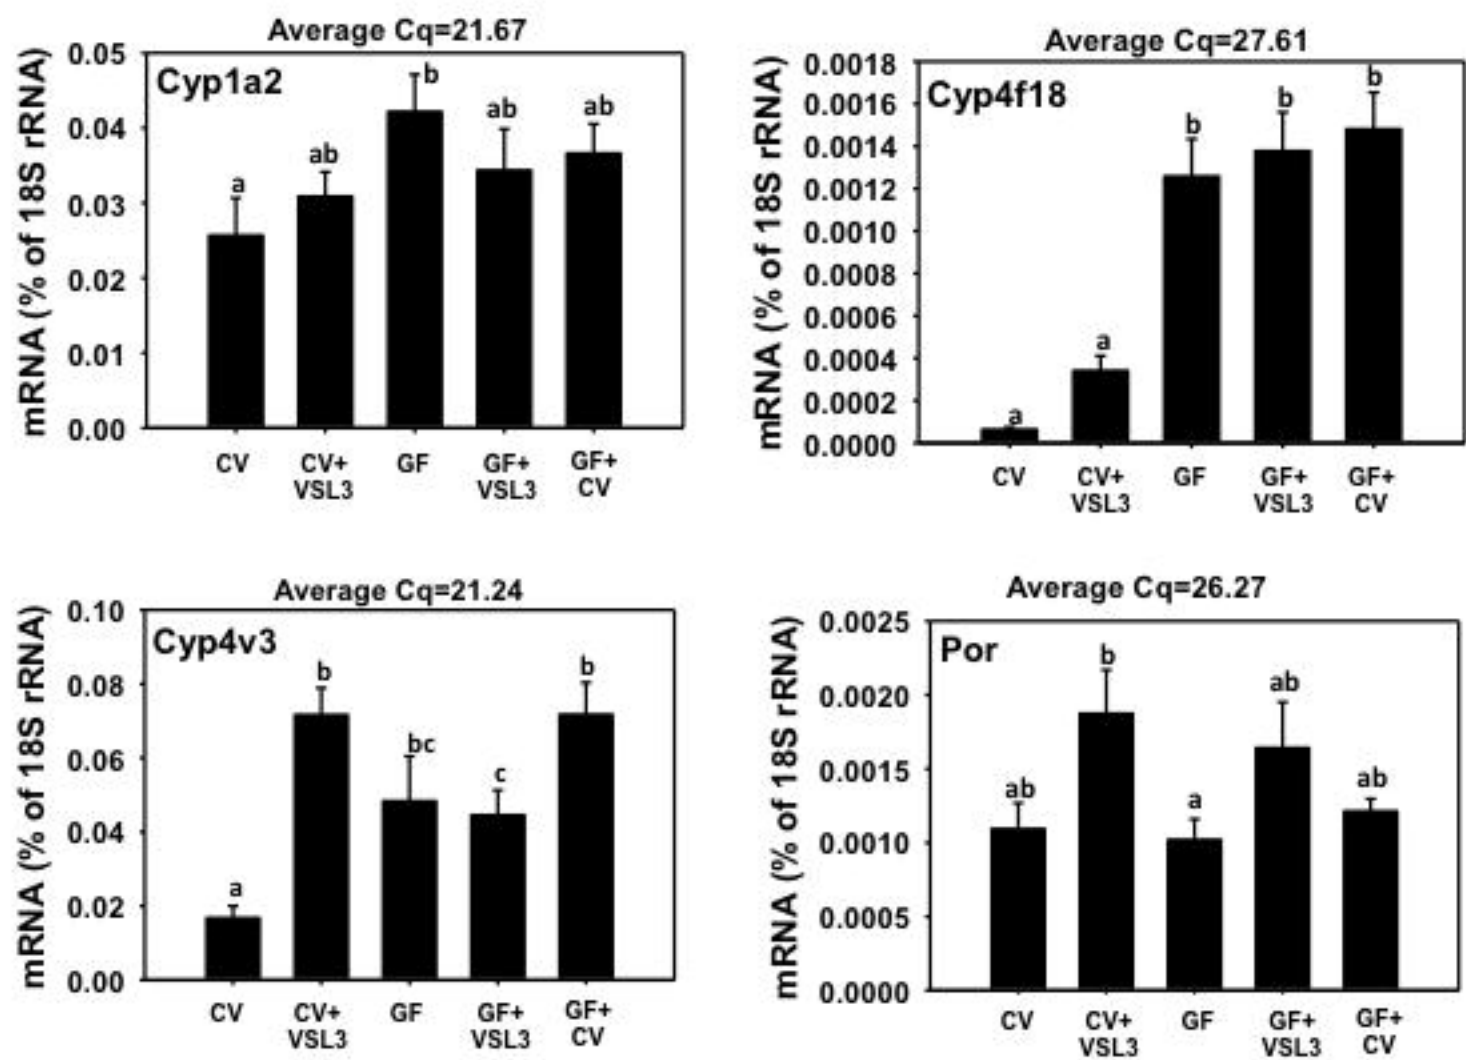 Average Cq=21.67
Cyp1a2
mRNA (% of 18S rRNA)
0.05
0.04
0.03
0.02
0.01
0.00
a
ab
b
ab
ab
CV
CV+
VSL3
GF
GF+
VSL3
GF+
CV
Average Cq=27.61
Cyp4f18
mRNA (% of 18S rRNA)
0.0018
0.0016
0.0014
0.0012
0.0010
0.0008
0.0006
0.0004
0.0002
0.0000
a
a
b
b
b
CV
CV+
VSL3
GF
GF+
VSL3
GF+
CV
Average Cq=21.24
Cyp4v3
mRNA (% of 18S rRNA)
0.10
0.08
0.06
0.04
0.02
0.00
a
b
bc
c
b
CV
CV+
VSL3
GF
GF+
VSL3
GF+
CV
Average Cq=26.27
Por
mRNA (% of 18S rRNA)
0.0025
0.0020
0.0015
0.0010
0.0005
0.0000
ab
b
a
ab
ab
CV
CV+
VSL3
GF
GF+
VSL3
GF+
CV